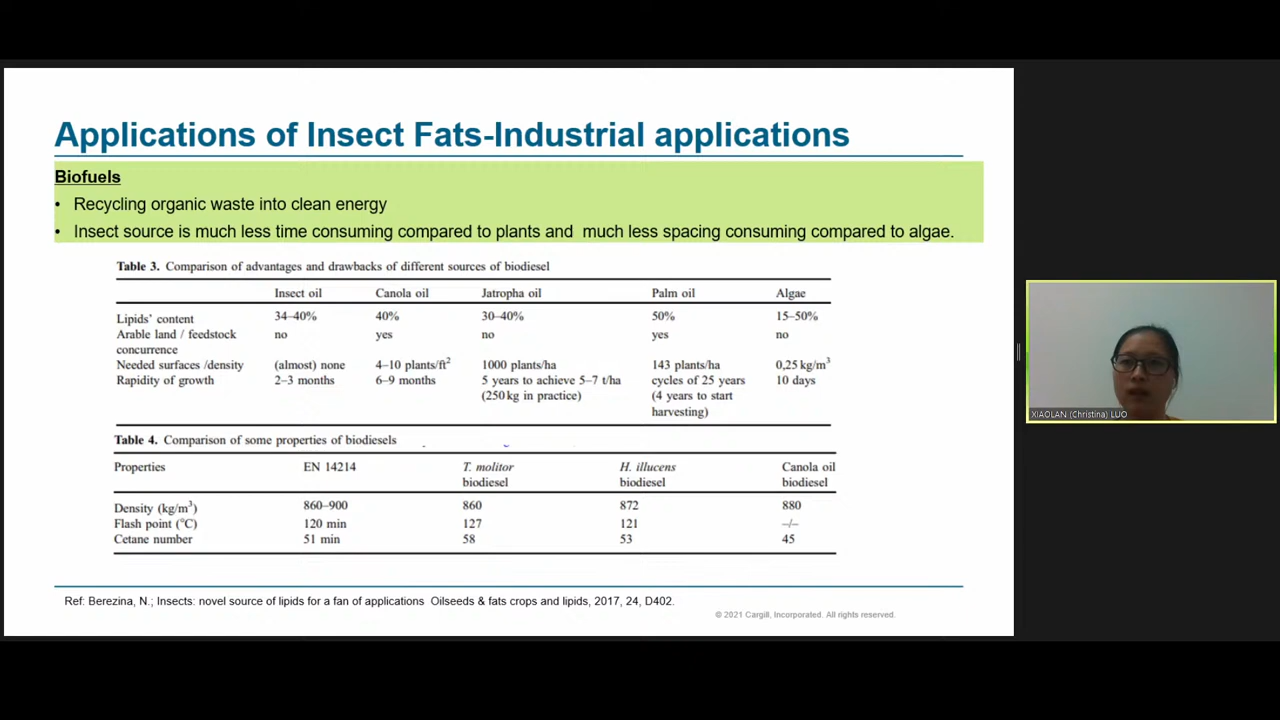 Applications of Insect Fats-Industrial applications
Biofuels
• Recycling organic waste into clean energy
• Insect source is much less time consuming compared to plants and much less spacing consuming compared to algae.
Table 3. Comparison of advantages and drawbacks of different sources of biodiesel
Insect oil Canola oil Jatropha oil Palm oil Algae
Lipids' content 34–40% 40% 30–40% 50% 15–50%
Arable land / feedstock no yes no yes no
concurrence
Needed surfaces /density (almost) none 4–10 plants/ft² 1000 plants/ha 143 plants/ha 0,25 kg/m³
Rapidity of growth 2–3 months 6–9 months 5 years to achieve 5–7 t/ha cycles of 25 years 10 days
(250 kg in practice) (4 years to start
harvesting)
Table 4. Comparison of some properties of biodiesels
Properties EN 14214 T. molitor H. illucens Canola oil
biodiesel biodiesel biodiesel
Density (kg/m³) 860–900 860 872 880
Flash point (°C) 120 min 127 121 –/–
Cetane number 51 min 58 53 45
Ref: Berezina, N.; Insects: novel source of lipids for a fan of applications Oilseeds & fats crops and lipids, 2017, 24, D402.
© 2021 Cargill, Incorporated. All rights reserved.
XIAOLAN (Christina) LUO